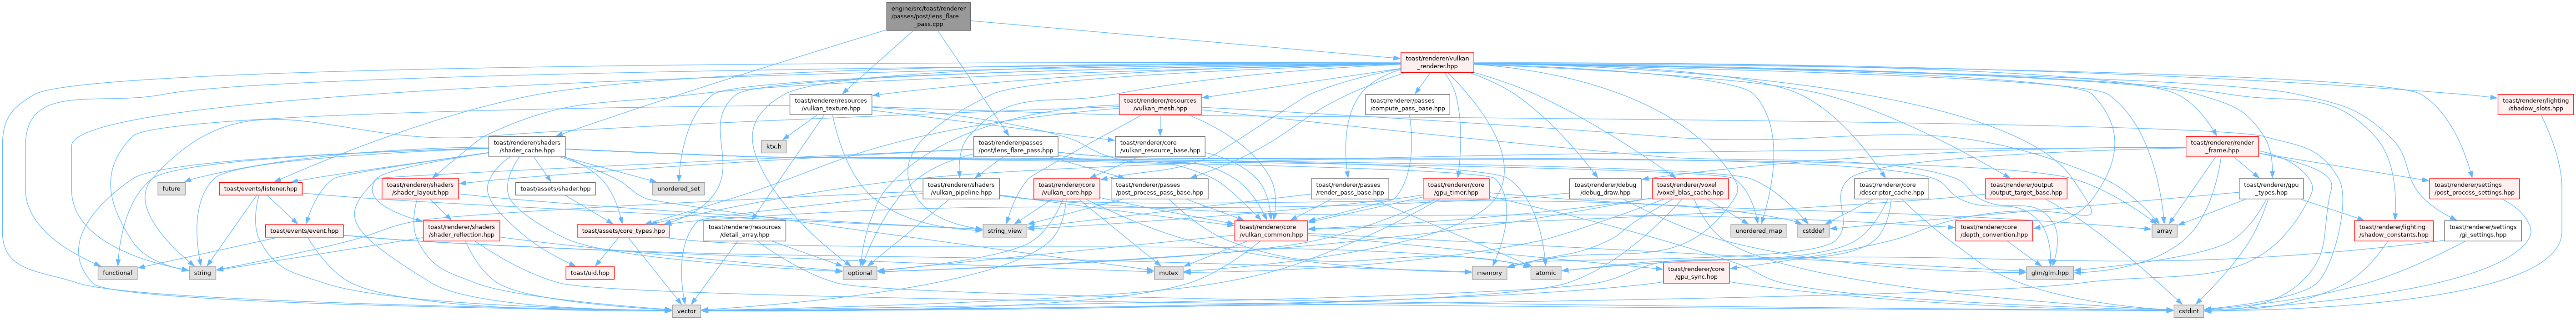 engine/src/toast/renderer
/passes/post/lens_flare
_pass.cpp
toast/renderer/vulkan
_renderer.hpp
toast/renderer/resources
/vulkan_texture.hpp
toast/renderer/resources
/vulkan_mesh.hpp
toast/renderer/passes
/compute_pass_base.hpp
toast/renderer/lighting
/shadow_slots.hpp
ktx.h
toast/renderer/shaders
/shader_cache.hpp
toast/renderer/passes
/post/lens_flare_pass.hpp
toast/renderer/core
/vulkan_resource_base.hpp
toast/renderer/render
_frame.hpp
future
toast/events/listener.hpp
toast/renderer/shaders
/shader_layout.hpp
toast/assets/shader.hpp
unordered_set
toast/renderer/shaders
/vulkan_pipeline.hpp
toast/renderer/core
/vulkan_core.hpp
toast/renderer/passes
/post_process_pass_base.hpp
toast/renderer/passes
/render_pass_base.hpp
toast/renderer/core
/gpu_timer.hpp
toast/renderer/debug
/debug_draw.hpp
toast/renderer/voxel
/voxel_blas_cache.hpp
toast/renderer/core
/descriptor_cache.hpp
toast/renderer/output
/output_target_base.hpp
toast/renderer/gpu
_types.hpp
toast/renderer/settings
/post_process_settings.hpp
toast/events/event.hpp
toast/renderer/shaders
/shader_reflection.hpp
toast/assets/core_types.hpp
toast/renderer/resources
/detail_array.hpp
string_view
toast/renderer/core
/vulkan_common.hpp
unordered_map
cstddef
toast/renderer/core
/depth_convention.hpp
array
toast/renderer/lighting
/shadow_constants.hpp
toast/renderer/settings
/gi_settings.hpp
functional
string
toast/uid.hpp
optional
mutex
memory
atomic
toast/renderer/core
/gpu_sync.hpp
glm/glm.hpp
vector
cstdint